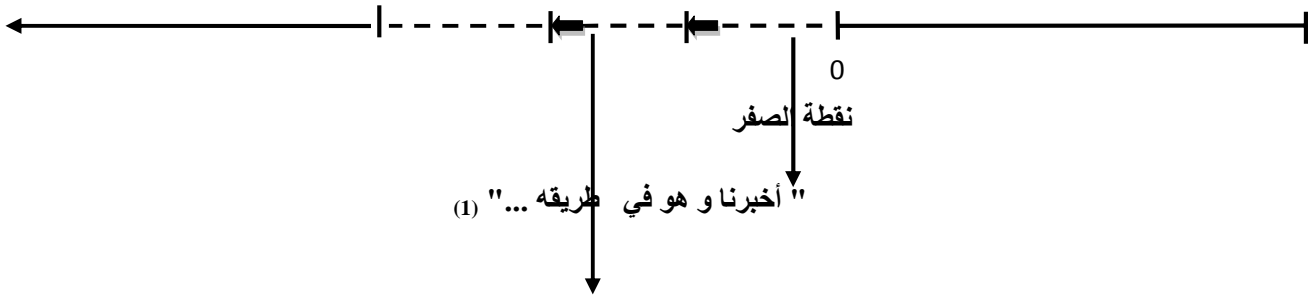 0
نقطة الصفر
" أخبرنا و هو في طريقه ..." (1)